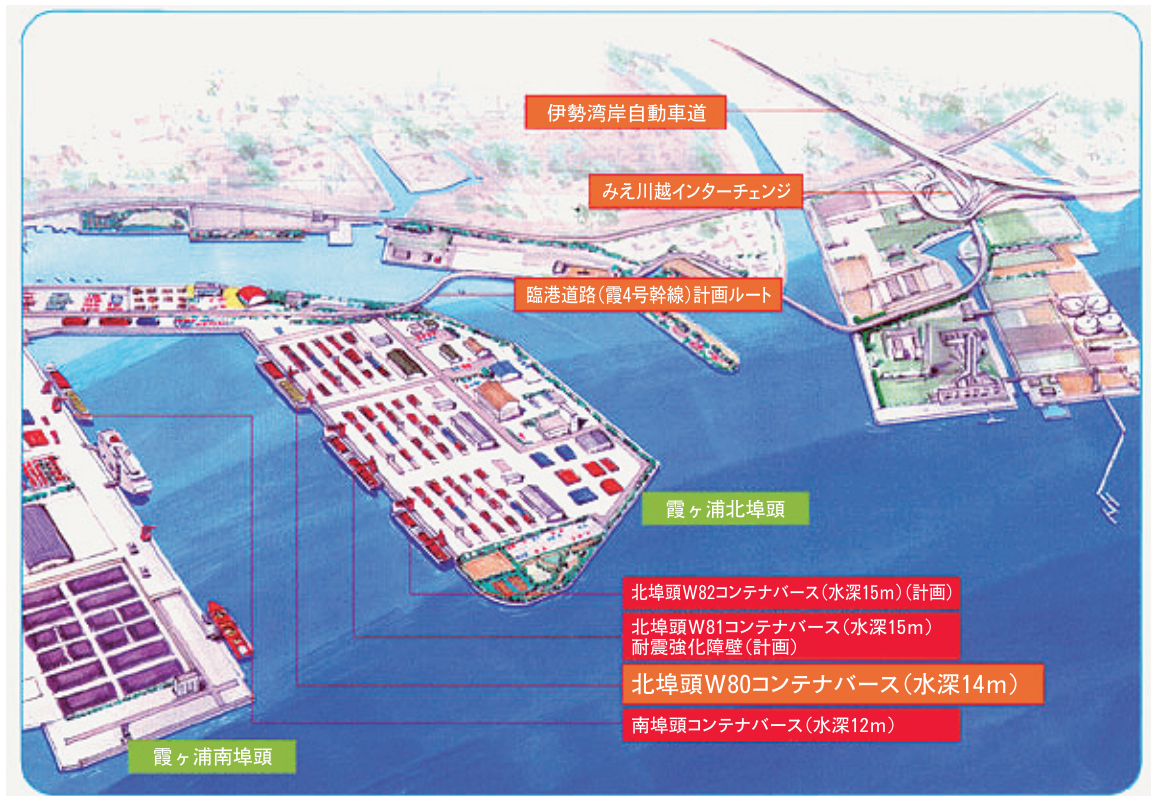 伊勢湾岸自動車道
みえ川越インターチェンジ
臨港道路(霞4号幹線)計画ルート
霞ヶ浦北埠頭
北埠頭W82コンテナバース(水深15m)(計画)
北埠頭W81コンテナバース(水深15m)
耐震強化障壁(計画)
北埠頭W80コンテナバース(水深14m)
南埠頭コンテナバース(水深12m)
霞ヶ浦南埠頭